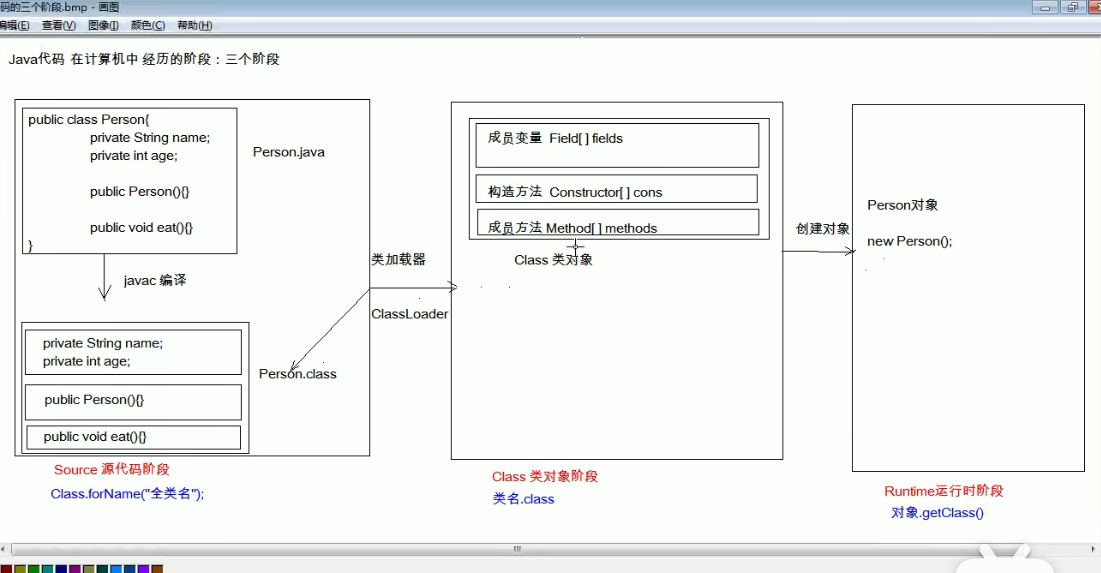 码的三个阶段.bmp - 画图
编辑(E) 查看(V) 图像(I) 颜色(C) 帮助(H)
Java代码 在计算机中 经历的阶段：三个阶段
public class Person{
private String name;
private int age;
public Person(){}
public void eat(){}
}
Person.java
javac 编译
private String name;
private int age;
public Person(){}
public void eat(){}
Person.class
Source 源代码阶段
Class.forName("全类名");
类加载器
ClassLoader
成员变量 Field[ ] fields
构造方法 Constructor[ ] cons
成员方法 Method[ ] methods
Class 类对象
Class 类对象阶段
类名.class
创建对象
Person对象
new Person();
Runtime运行时阶段
对象.getClass()